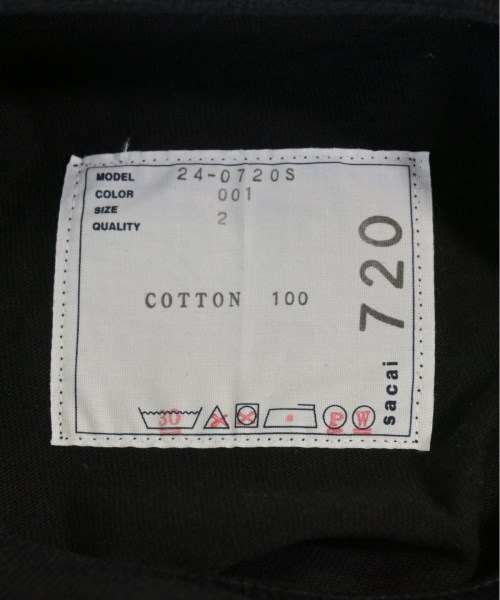 MODEL 24-0720S
COLOR 001
SIZE 2
QUALITY
COTTON 100
30 P W
sacai 720